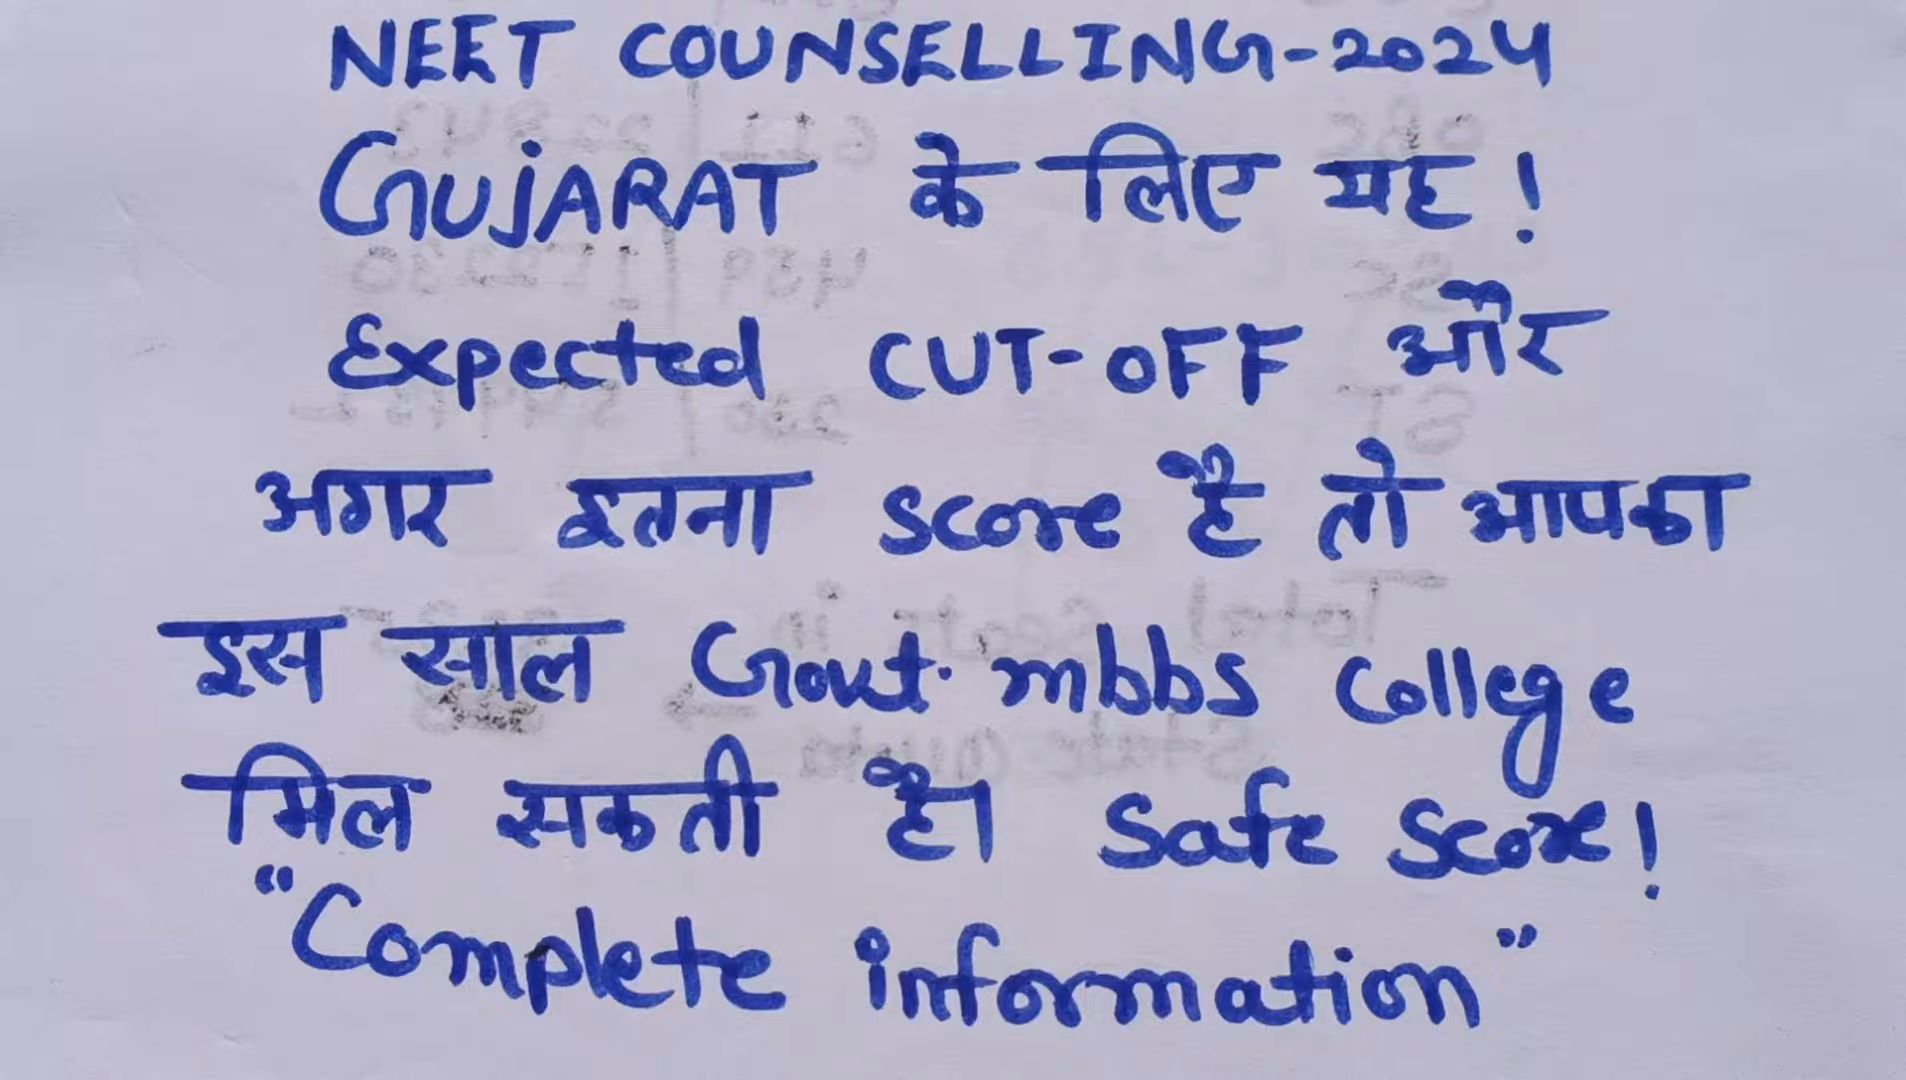 NEET COUNSELLING-2024
GUJARAT के लिए यह!
Expected CUT-OFF और
अगर इतना score है तो आपका
इस साल Govt. mbbs College
मिल सकती है। Safe Score!
"Complete information"